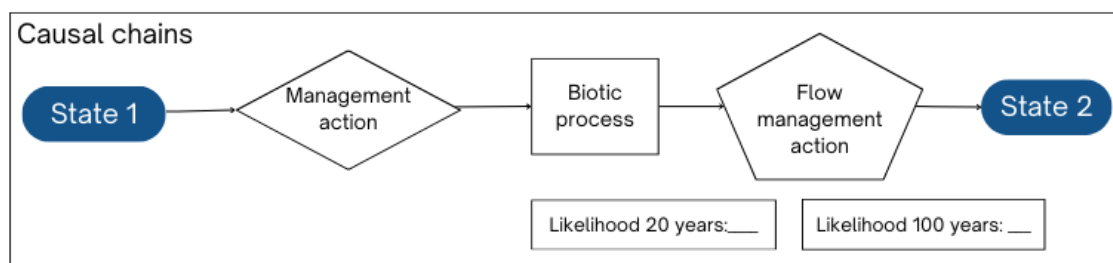 Causal chains
State 1
Management
action
Biotic
process
Flow
management
action
State 2
Likelihood 20 years:___
Likelihood 100 years: __